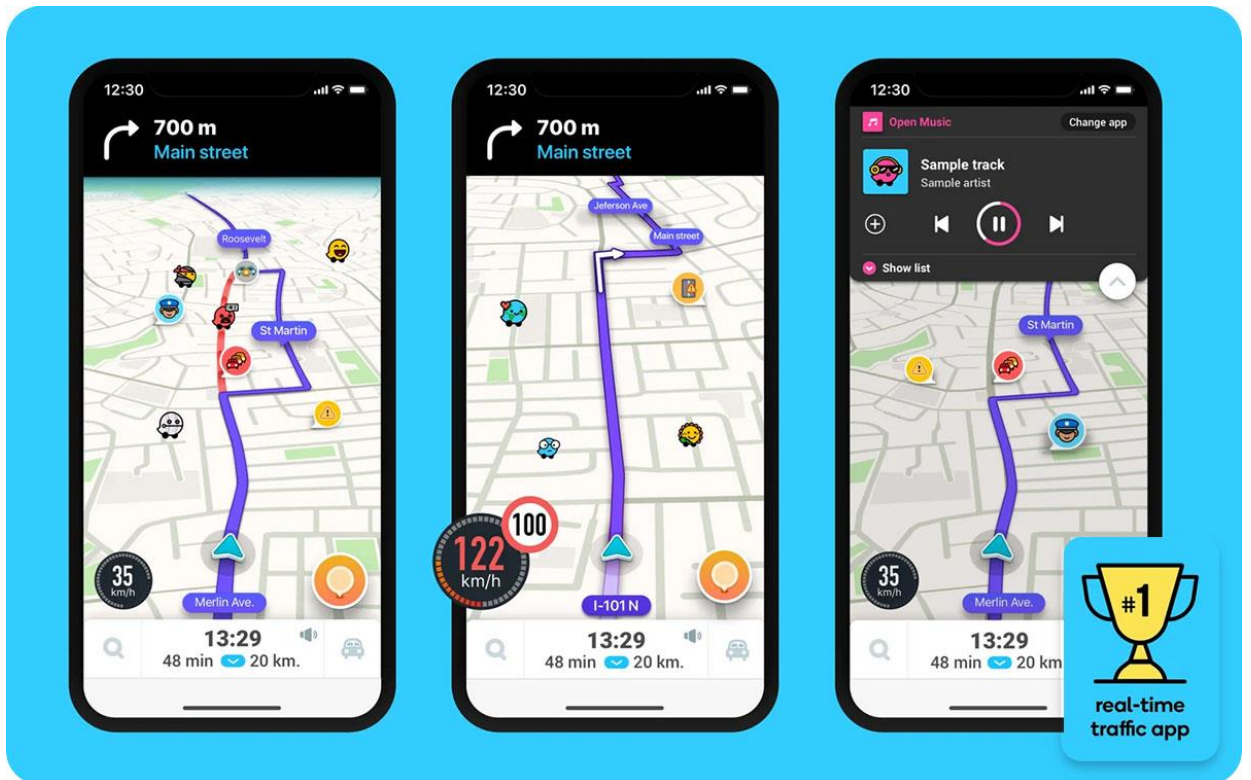 12:30
700 m
Main street
Roosevelt
St Martin
35
km/h
Merlin Ave.
13:29
48 min
20 km.
12:30
700 m
Main street
Jeferson Ave
Main street
100
122
km/h
I-101 N
13:29
48 min
20 km.
12:30
Open Music
Change app
Sample track
Sample artist
Show list
St Martin
35
km/h
Merlin Ave.
13:29
48 min
20 km
#1
real-time
traffic app